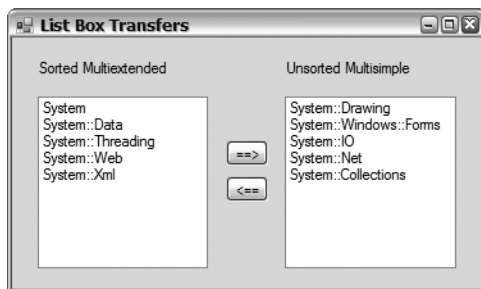 List Box Transfers
Sorted Multiextended
Unsorted Multisimple
System
System::Data
System::Threading
System::Web
System::Xml
==>
<==
System::Drawing
System::Windows::Forms
System::IO
System::Net
System::Collections